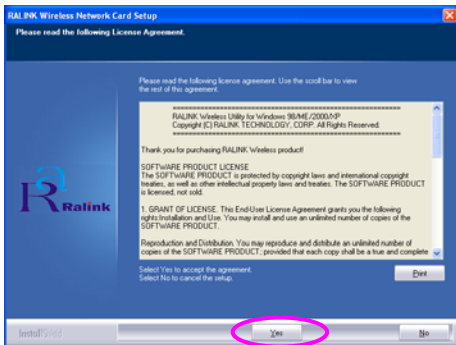 RALINK Wireless Network Card Setup
Please read the following License Agreement.
Please read the following license agreement. Use the scroll bar to view
the rest of this agreement.
==================================================
RALINK Wireless Utility for Windows 98/ME/2000/XP
Copyright (C) RALINK TECHNOLOGY, CORP. All Rights Reserved.
==================================================
Thank you for purchasing RALINK Wireless product!
SOFTWARE PRODUCT LICENSE
The SOFTWARE PRODUCT is protected by copyright laws and international copyright
treaties, as well as other intellectual property laws and treaties. The SOFTWARE PRODUCT
is licensed, not sold.
1. GRANT OF LICENSE. This End-User License Agreement grants you the following
rights:Installation and Use. You may install and use an unlimited number of copies of the
SOFTWARE PRODUCT.
Reproduction and Distribution. You may reproduce and distribute an unlimited number of
copies of the SOFTWARE PRODUCT; provided that each copy shall be a true and complete
Ralink
Select Yes to accept the agreement.
Select No to cancel the setup.
Print
InstallShield
Yes
No